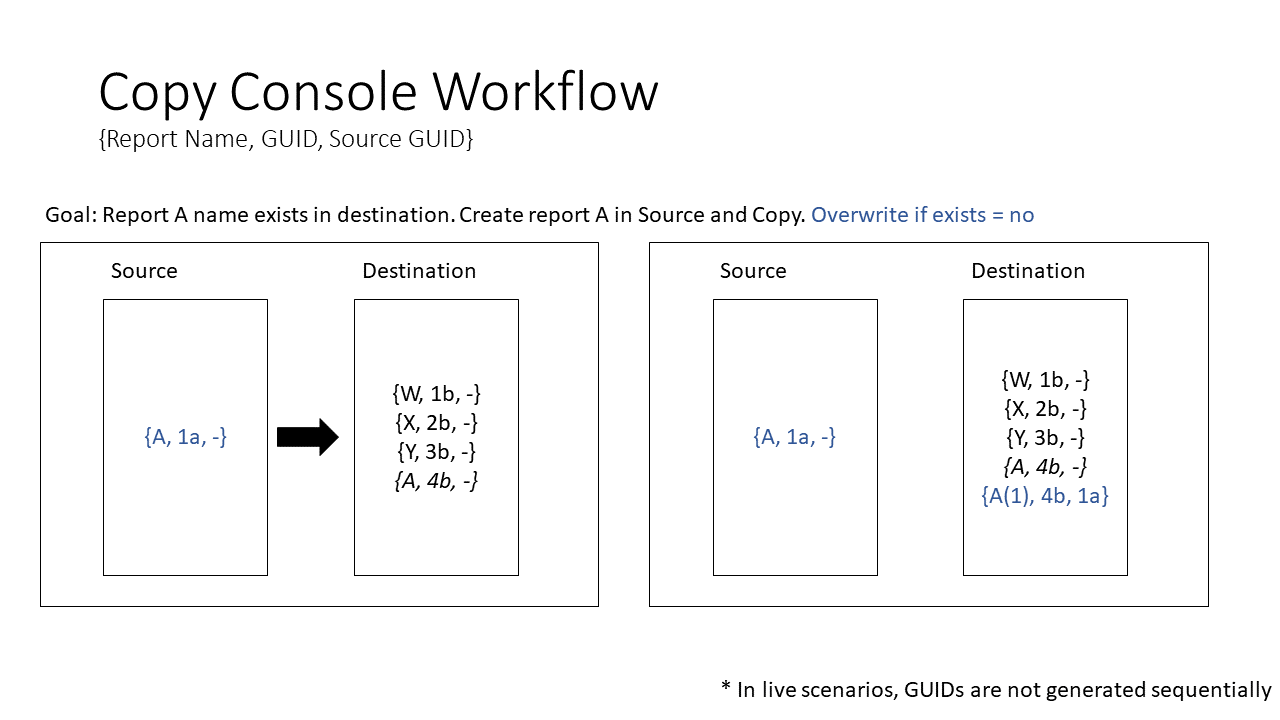 Copy Console Workflow
{Report Name, GUID, Source GUID}
Goal: Report A name exists in destination. Create report A in Source and Copy. Overwrite if exists = no
Source
Destination
{A, 1a, -}
{W, 1b, -}
{X, 2b, -}
{Y, 3b, -}
{A, 4b, -}
Source
Destination
{A, 1a, -}
{W, 1b, -}
{X, 2b, -}
{Y, 3b, -}
{A, 4b, -}
{A(1), 4b, 1a}
* In live scenarios, GUIDs are not generated sequentially